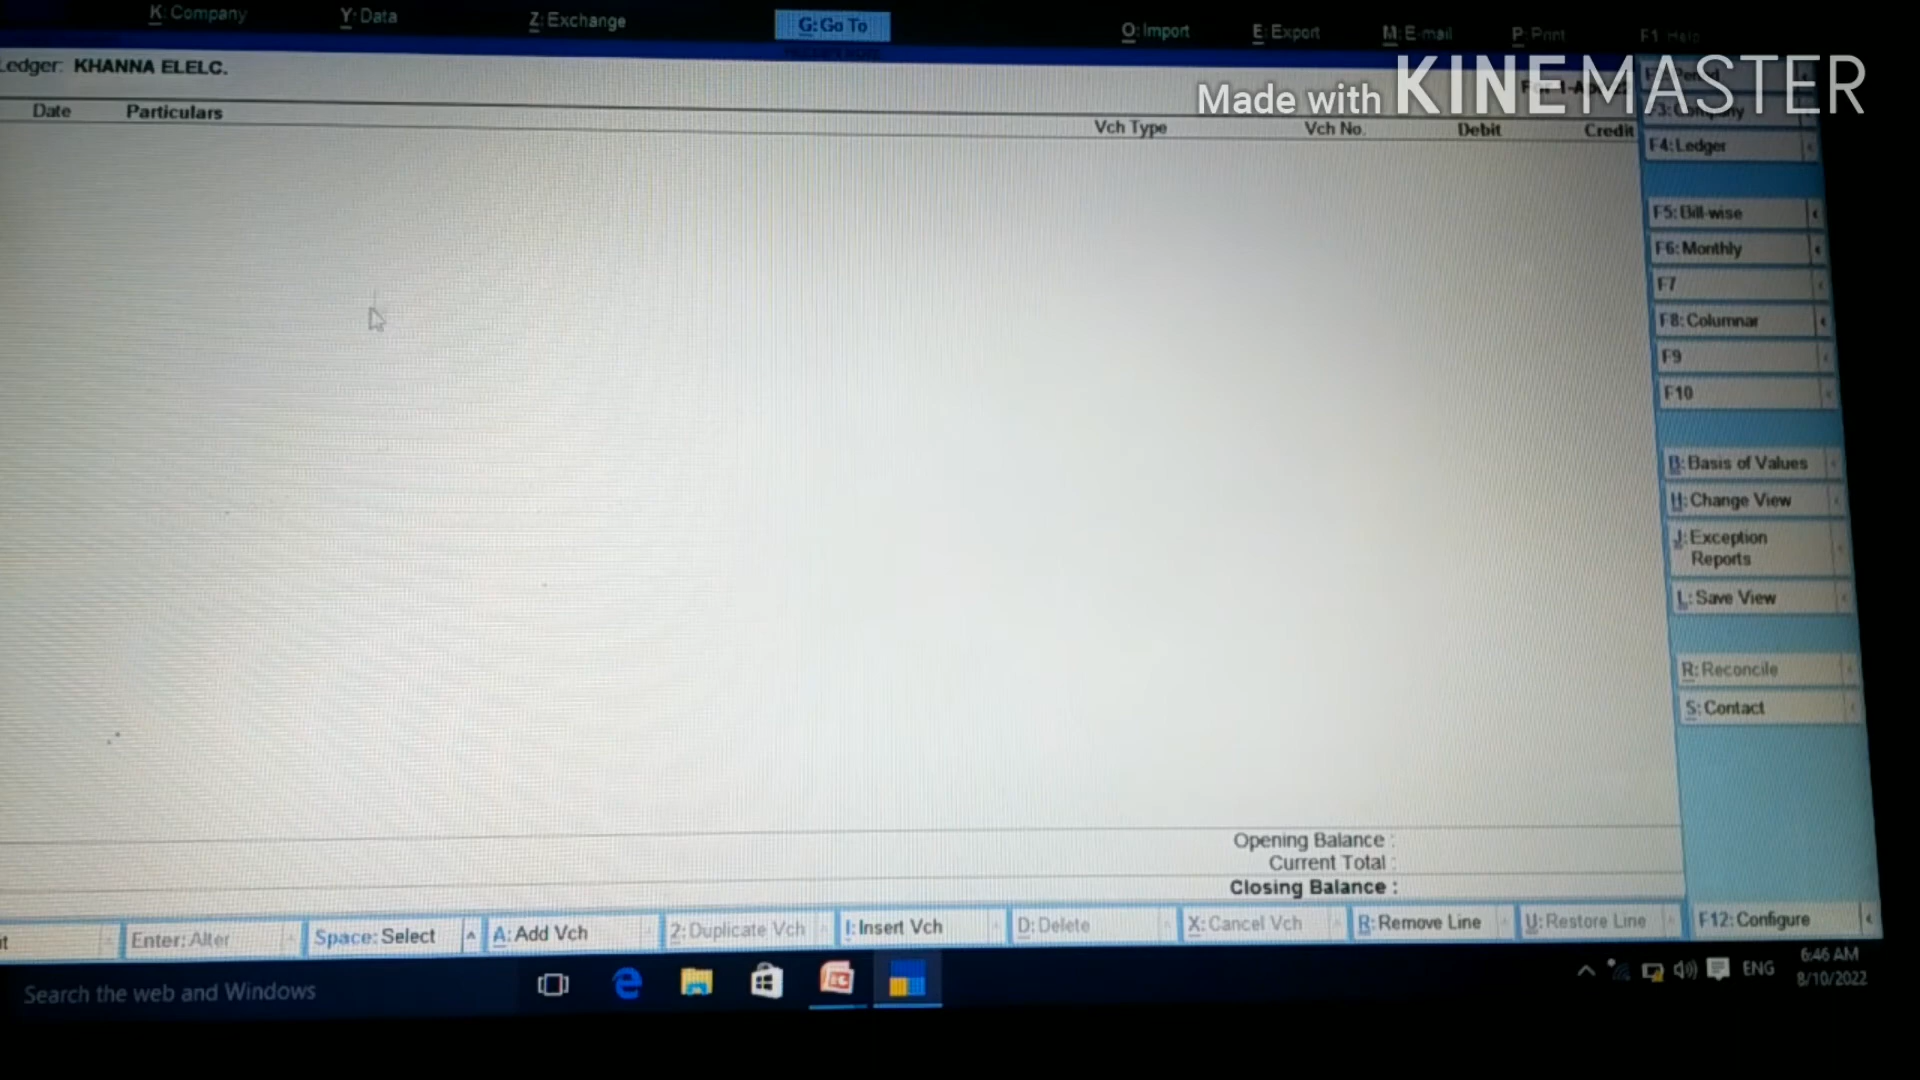 K: Company Y: Data Z: Exchange G: Go To O: Import E: Export M: E-mail P: Print F1: Help
Ledger: KHANNA ELELC.
Made with KINEMASTER
Date Particulars Vch Type Vch No. Debit Credit
F3: Company
F4: Ledger
F5: Bill-wise
F6: Monthly
F7
F8: Columnar
F9
F10
B: Basis of Values
H: Change View
J: Exception
Reports
L: Save View
R: Reconcile
S: Contact
Opening Balance :
Current Total :
Closing Balance :
Enter: Alter Space: Select A: Add Vch 2: Duplicate Vch I: Insert Vch D: Delete X: Cancel Vch R: Remove Line U: Restore Line F12: Configure
Search the web and Windows
ENG 6:46 AM
8/10/2022